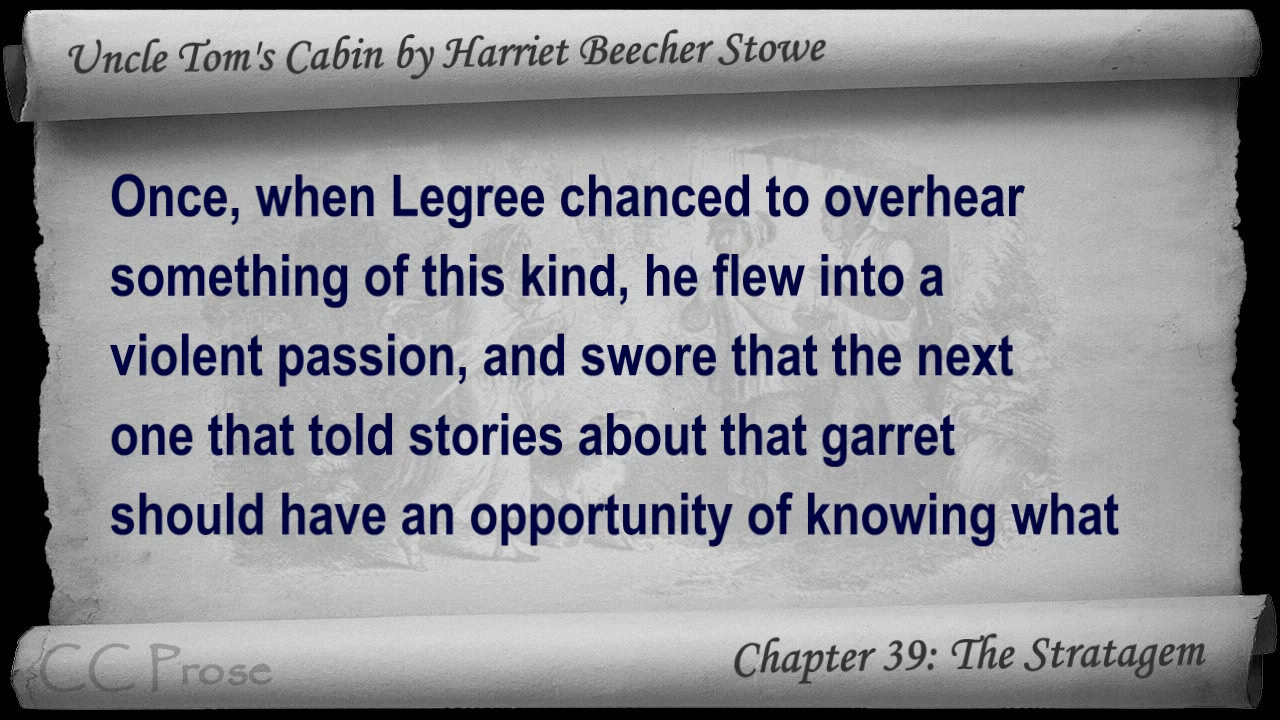 Uncle Tom's Cabin by Harriet Beecher Stowe
Once, when Legree chanced to overhear
something of this kind, he flew into a
violent passion, and swore that the next
one that told stories about that garret
should have an opportunity of knowing what
CC Prose
Chapter 39: The Stratagem